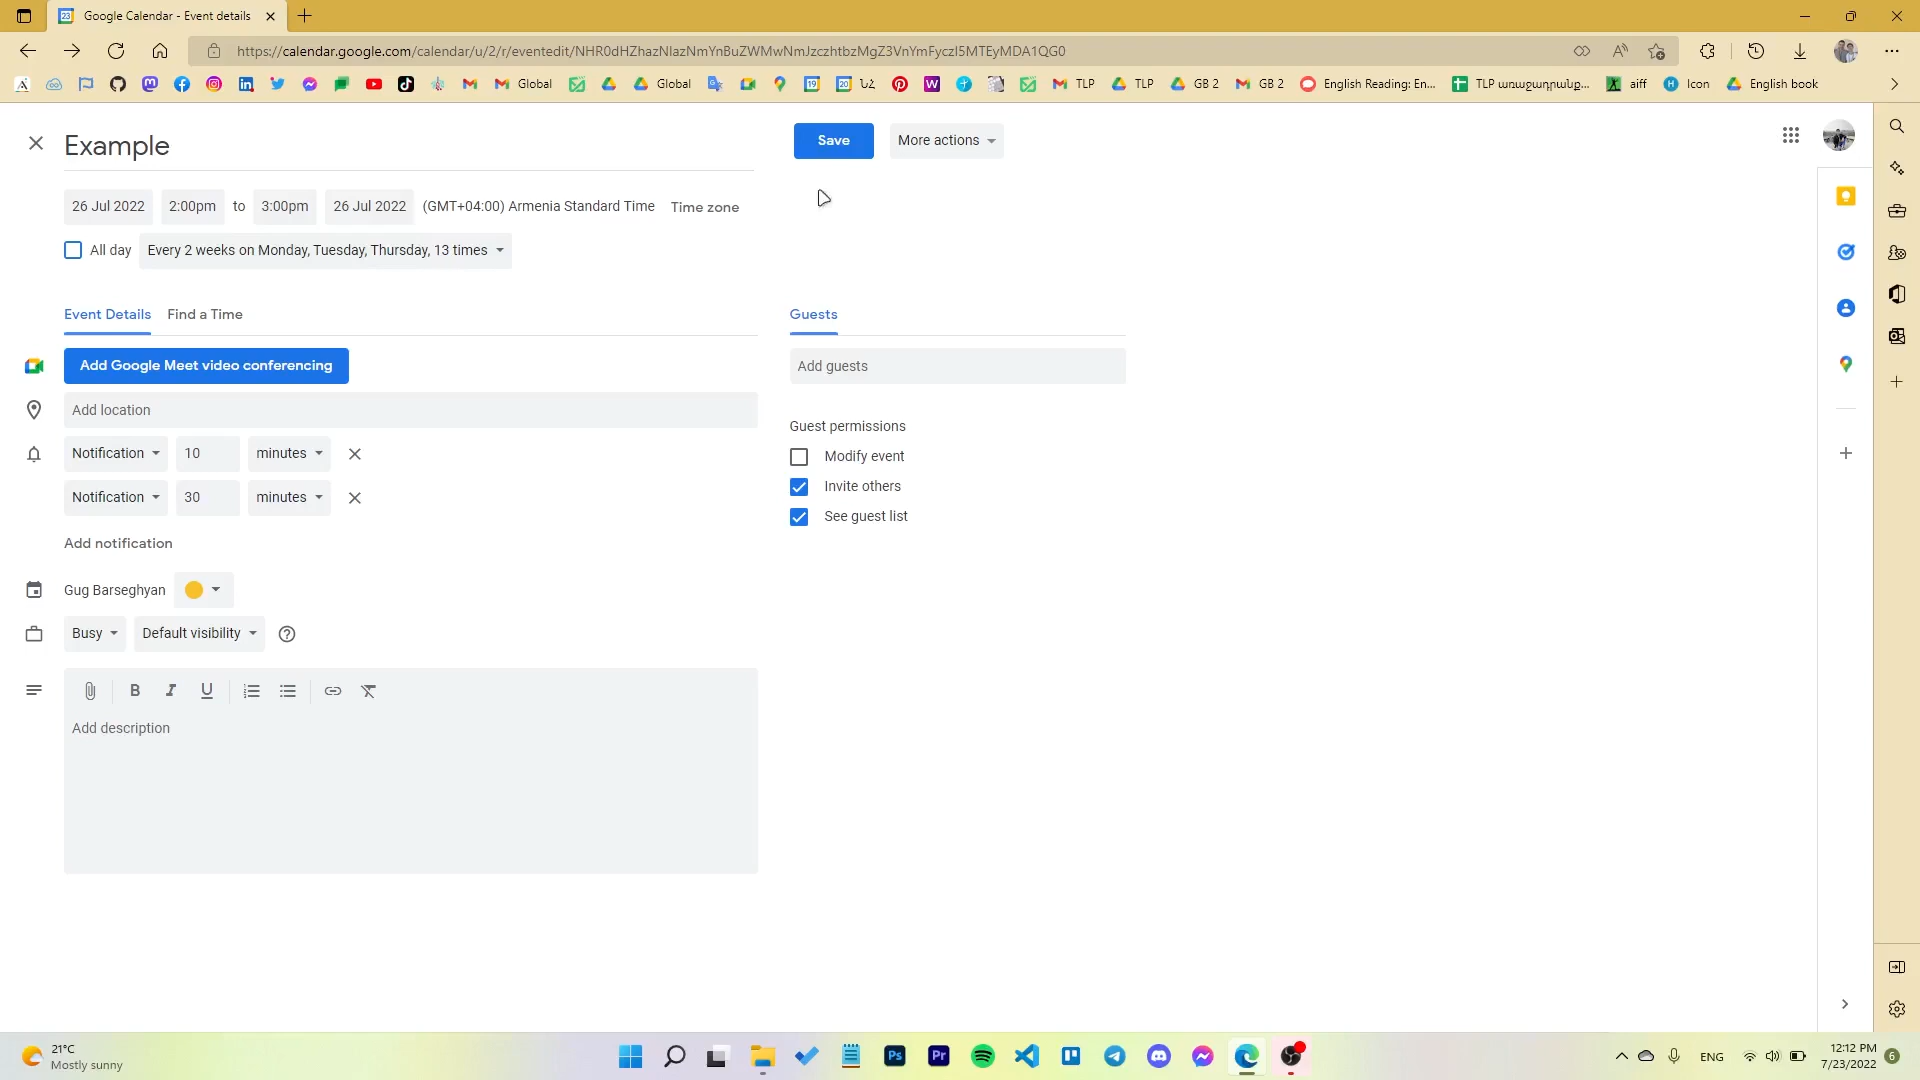 Google Calendar - Event details
https://calendar.google.com/calendar/u/2/r/eventedit/NHR0dHZhazNlazNmYnBuZWMwNmJzczhtbzMgZ3VnYmFyczI5MTEyMDA1QG0
Global
Global
ՆՀ
TLP
TLP
GB 2
GB 2
English Reading: En...
TLP առաջադրանք...
aiff
Icon
English book
Example
Save
More actions
26 Jul 2022
2:00pm
to
3:00pm
26 Jul 2022
(GMT+04:00) Armenia Standard Time
Time zone
All day
Every 2 weeks on Monday, Tuesday, Thursday, 13 times
Event Details
Find a Time
Guests
Add Google Meet video conferencing
Add guests
Add location
Guest permissions
Notification
10
minutes
Modify event
Invite others
Notification
30
minutes
See guest list
Add notification
Gug Barseghyan
Busy
Default visibility
B
I
U
Add description
21°C
Mostly sunny
Ps
Pr
ENG
12:12 PM
7/23/2022
6